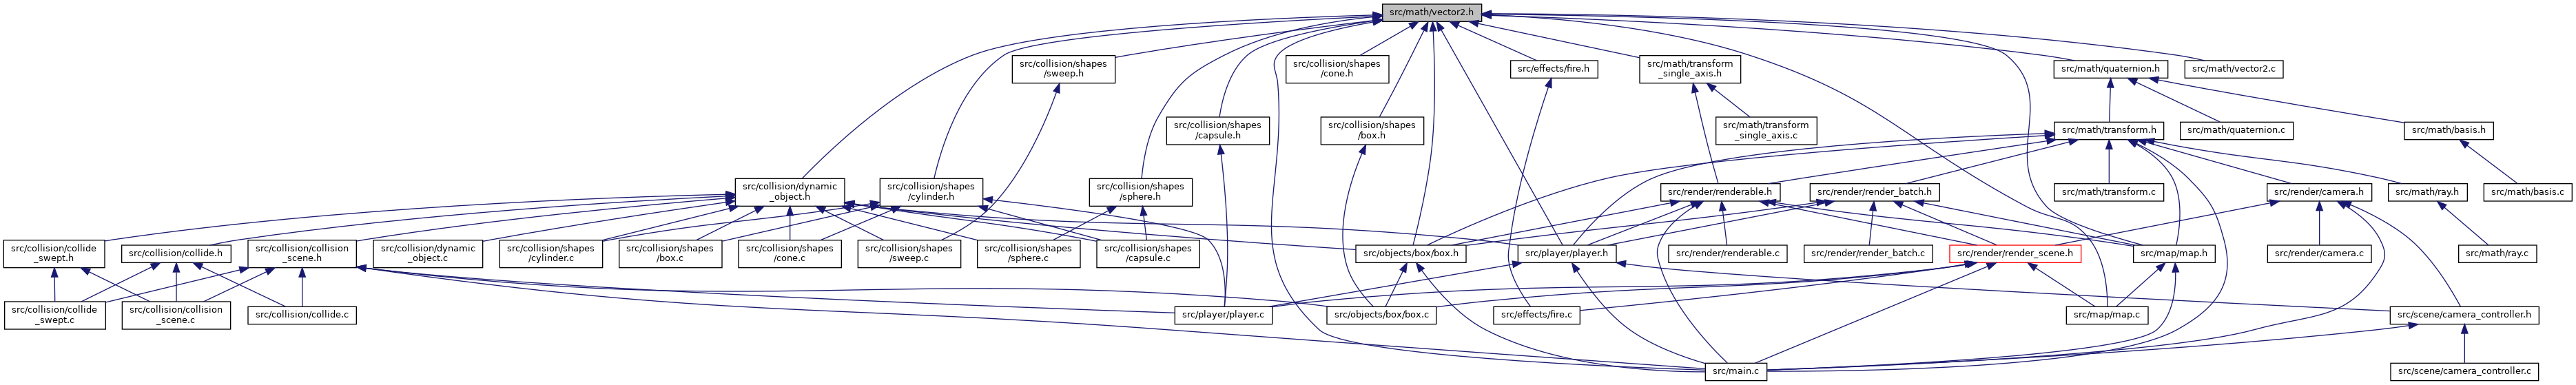 src/math/vector2.h
src/collision/shapes
/sweep.h
src/collision/shapes
/cone.h
src/effects/fire.h
src/math/transform
_single_axis.h
src/math/quaternion.h
src/math/vector2.c
src/collision/shapes
/capsule.h
src/collision/shapes
/box.h
src/math/transform
_single_axis.c
src/math/transform.h
src/math/quaternion.c
src/math/basis.h
src/collision/dynamic
_object.h
src/collision/shapes
/cylinder.h
src/collision/shapes
/sphere.h
src/render/renderable.h
src/render/render_batch.h
src/math/transform.c
src/render/camera.h
src/math/ray.h
src/math/basis.c
src/collision/collide
_swept.h
src/collision/collide.h
src/collision/collision
_scene.h
src/collision/dynamic
_object.c
src/collision/shapes
/cylinder.c
src/collision/shapes
/box.c
src/collision/shapes
/cone.c
src/collision/shapes
/sweep.c
src/collision/shapes
/sphere.c
src/collision/shapes
/capsule.c
src/objects/box/box.h
src/player/player.h
src/render/renderable.c
src/render/render_batch.c
src/render/render_scene.h
src/map/map.h
src/render/camera.c
src/math/ray.c
src/collision/collide
_swept.c
src/collision/collision
_scene.c
src/collision/collide.c
src/player/player.c
src/objects/box/box.c
src/effects/fire.c
src/map/map.c
src/scene/camera_controller.h
src/main.c
src/scene/camera_controller.c